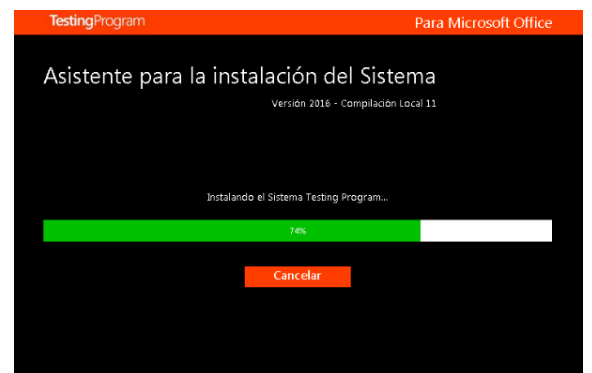 TestingProgram
Para Microsoft Office
Asistente para la instalación del Sistema
Versión 2016 - Compilación Local 11
Instalando el Sistema Testing Program...
74%
Cancelar